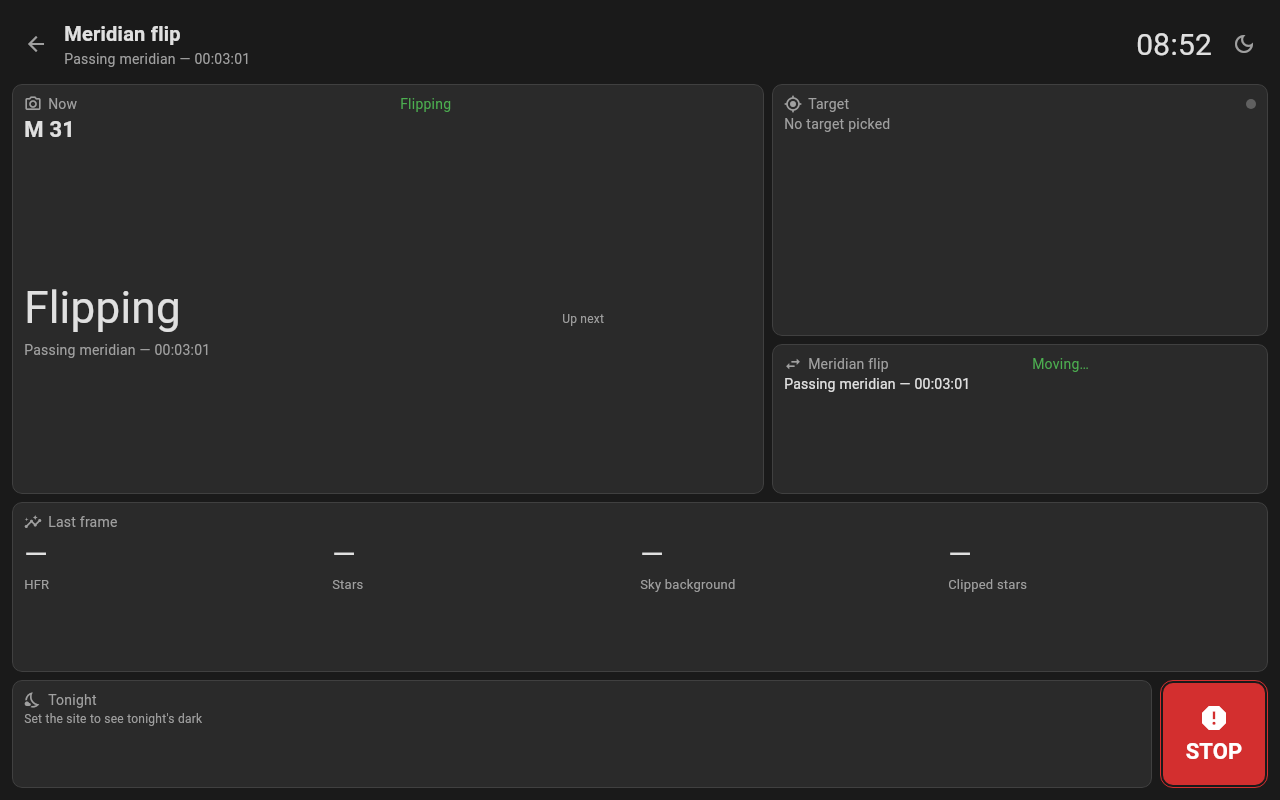 Meridian flip
Passing meridian — 00:03:01
08:52
Now
Flipping
M 31
Flipping
Passing meridian — 00:03:01
Up next
Target
No target picked
Meridian flip
Moving…
Passing meridian — 00:03:01
Last frame
— — — —
HFR Stars Sky background Clipped stars
Tonight
Set the site to see tonight's dark
STOP